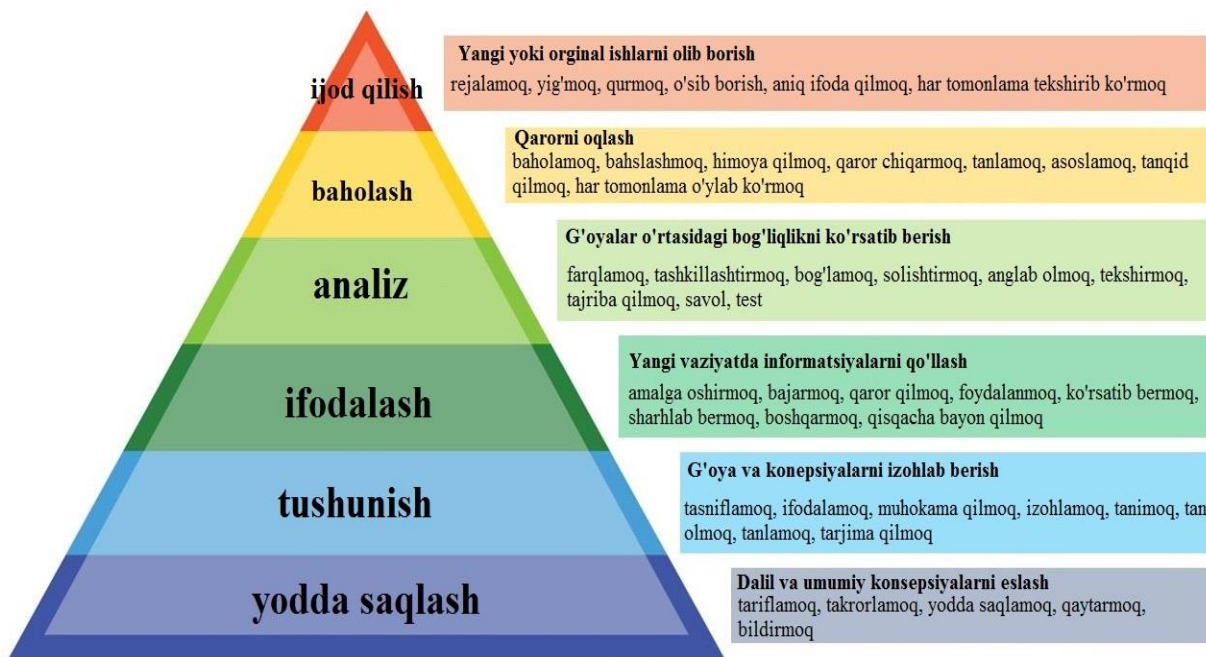 ijod qilish
Yangi yoki orginal ishlarni olib borish
rejalamoq, yig'moq, qurmoq, o'sib borish, aniq ifoda qilmoq, har tomonlama tekshirib ko'rmoq
baholash
Qarorni oqlash
baholamoq, bahslashmoq, himoya qilmoq, qaror chiqarmoq, tanlamoq, asoslamoq, tanqid
qilmoq, har tomonlama o'ylab ko'rmoq
analiz
G'oyalar o'rtasidagi bog'liqlikni ko'rsatib berish
farqlamoq, tashkillashtirmoq, bog'lamoq, solishtirmoq, anglab olmoq, tekshirmoq,
tajriba qilmoq, savol, test
ifodalash
Yangi vaziyatda informatsiyalarni qo'llash
amalga oshirmoq, bajarmoq, qaror qilmoq, foydalanmoq, ko'rsatib bermoq,
sharhlab bermoq, boshqarmoq, qisqacha bayon qilmoq
tushunish
G'oya va konepsiyalarni izohlab berish
tasniflamoq, ifodalamoq, muhokama qilmoq, izohlamoq, tanimoq, tan
olmoq, tanlamoq, tarjima qilmoq
yodda saqlash
Dalil va umumiy konsepsiyalarni eslash
tariflamoq, takrorlamoq, yodda saqlamoq, qaytarmoq,
bildirmoq